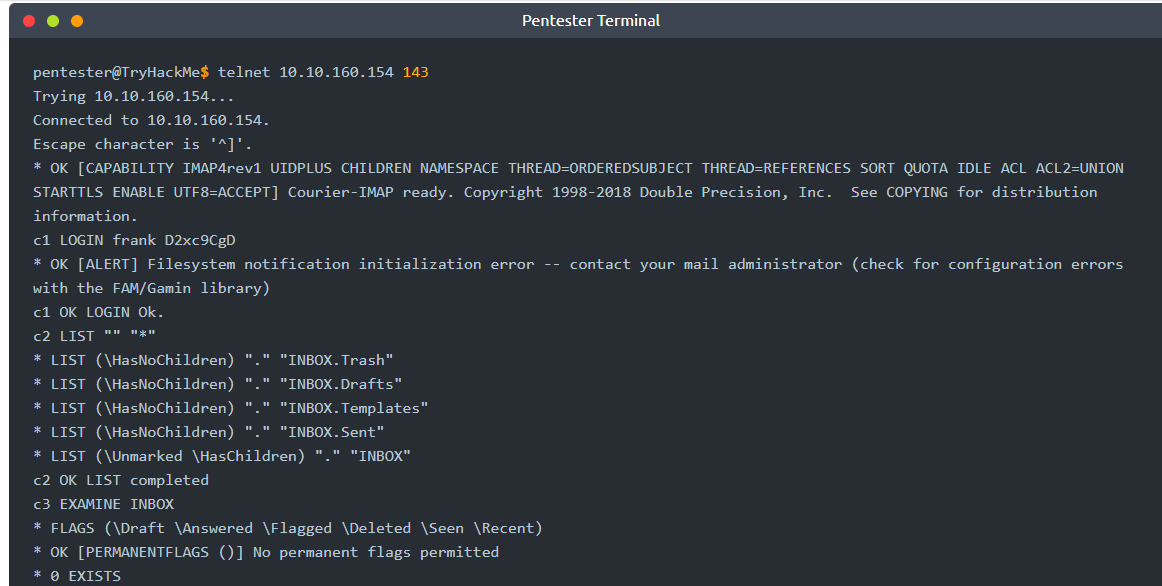 Pentester Terminal
pentester@TryHackMe$ telnet 10.10.160.154 143
Trying 10.10.160.154...
Connected to 10.10.160.154.
Escape character is '^]'.
* OK [CAPABILITY IMAP4rev1 UIDPLUS CHILDREN NAMESPACE THREAD=ORDEREDSUBJECT THREAD=REFERENCES SORT QUOTA IDLE ACL ACL2=UNION
STARTTLS ENABLE UTF8=ACCEPT] Courier-IMAP ready. Copyright 1998-2018 Double Precision, Inc.  See COPYING for distribution
information.
c1 LOGIN frank D2xc9CgD
* OK [ALERT] Filesystem notification initialization error -- contact your mail administrator (check for configuration errors
with the FAM/Gamin library)
c1 OK LOGIN Ok.
c2 LIST "" "*"
* LIST (\HasNoChildren) "." "INBOX.Trash"
* LIST (\HasNoChildren) "." "INBOX.Drafts"
* LIST (\HasNoChildren) "." "INBOX.Templates"
* LIST (\HasNoChildren) "." "INBOX.Sent"
* LIST (\Unmarked \HasChildren) "." "INBOX"
c2 OK LIST completed
c3 EXAMINE INBOX
* FLAGS (\Draft \Answered \Flagged \Deleted \Seen \Recent)
* OK [PERMANENTFLAGS ()] No permanent flags permitted
* 0 EXISTS